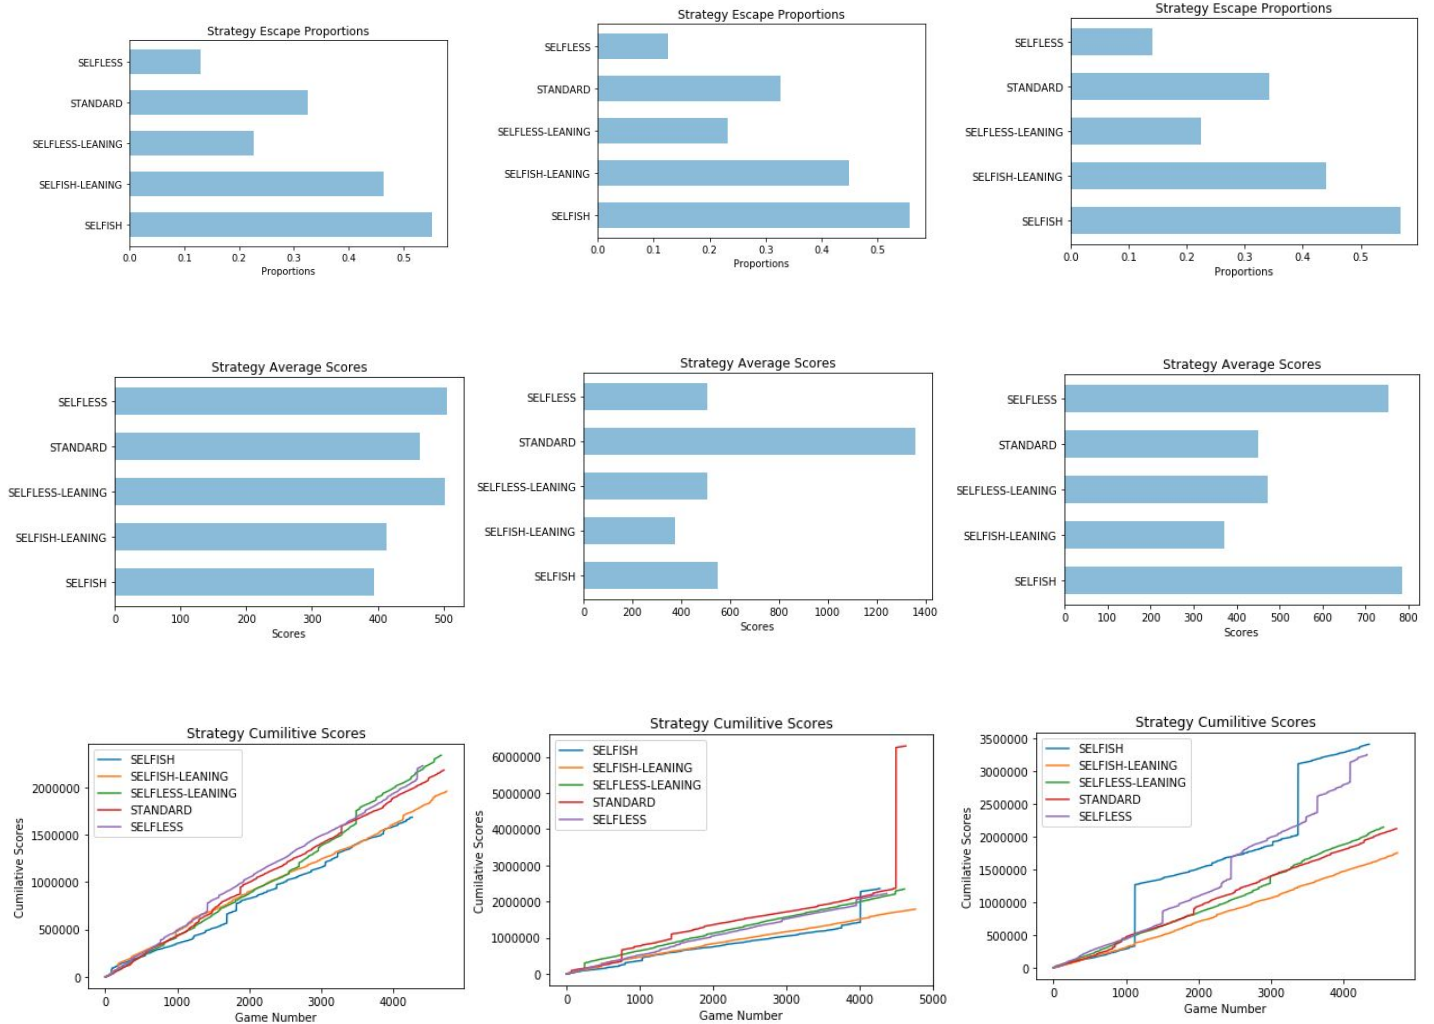 Strategy Escape Proportions
SELFLESS
STANDARD
SELFLESS-LEANING
SELFISH-LEANING
SELFISH
0.0 0.1 0.2 0.3 0.4 0.5
Proportions
Strategy Escape Proportions
SELFLESS
STANDARD
SELFLESS-LEANING
SELFISH-LEANING
SELFISH
0.0 0.1 0.2 0.3 0.4 0.5
Proportions
Strategy Escape Proportions
SELFLESS
STANDARD
SELFLESS-LEANING
SELFISH-LEANING
SELFISH
0.0 0.1 0.2 0.3 0.4 0.5
Proportions
Strategy Average Scores
SELFLESS
STANDARD
SELFLESS-LEANING
SELFISH-LEANING
SELFISH
0 100 200 300 400 500
Scores
Strategy Average Scores
SELFLESS
STANDARD
SELFLESS-LEANING
SELFISH-LEANING
SELFISH
0 200 400 600 800 1000 1200 1400
Scores
Strategy Average Scores
SELFLESS
STANDARD
SELFLESS-LEANING
SELFISH-LEANING
SELFISH
0 100 200 300 400 500 600 700 800
Scores
Strategy Cumilitive Scores
SELFISH
SELFISH-LEANING
SELFLESS-LEANING
STANDARD
SELFLESS
Cumilative Scores
2000000
1500000
1000000
500000
0
0 1000 2000 3000 4000
Game Number
Strategy Cumilitive Scores
SELFISH
SELFISH-LEANING
SELFLESS-LEANING
STANDARD
SELFLESS
Cumilative Scores
6000000
5000000
4000000
3000000
2000000
1000000
0
0 1000 2000 3000 4000 5000
Game Number
Strategy Cumilitive Scores
SELFISH
SELFISH-LEANING
SELFLESS-LEANING
STANDARD
SELFLESS
Cumilative Scores
3500000
3000000
2500000
2000000
1500000
1000000
500000
0
0 1000 2000 3000 4000
Game Number